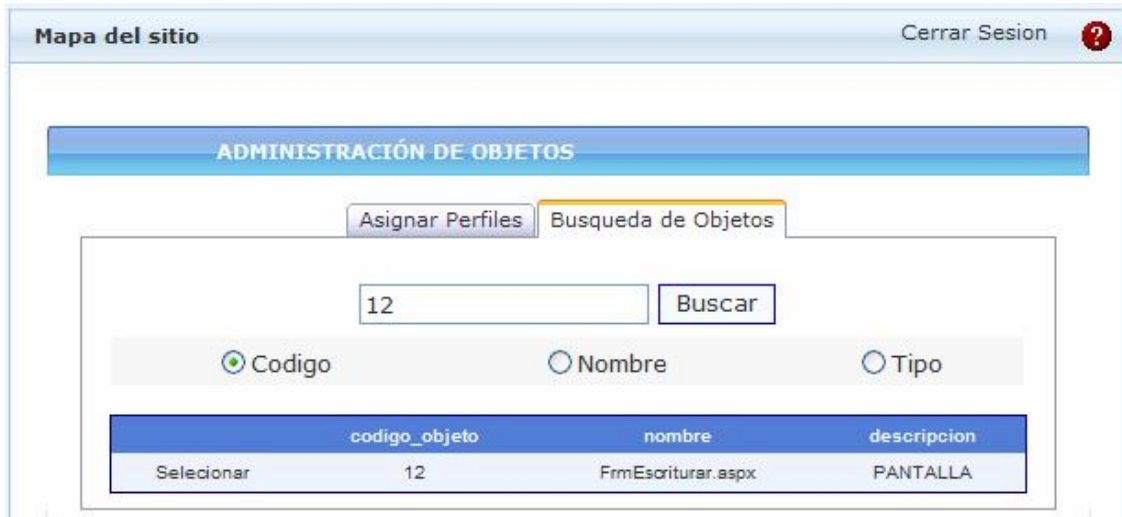 Mapa del sitio Cerrar Sesion ?
ADMINISTRACIÓN DE OBJETOS
Asignar Perfiles Busqueda de Objetos
12 Buscar
Codigo Nombre Tipo
codigo_objeto nombre descripcion
Selecionar 12 FrmEscriturar.aspx PANTALLA